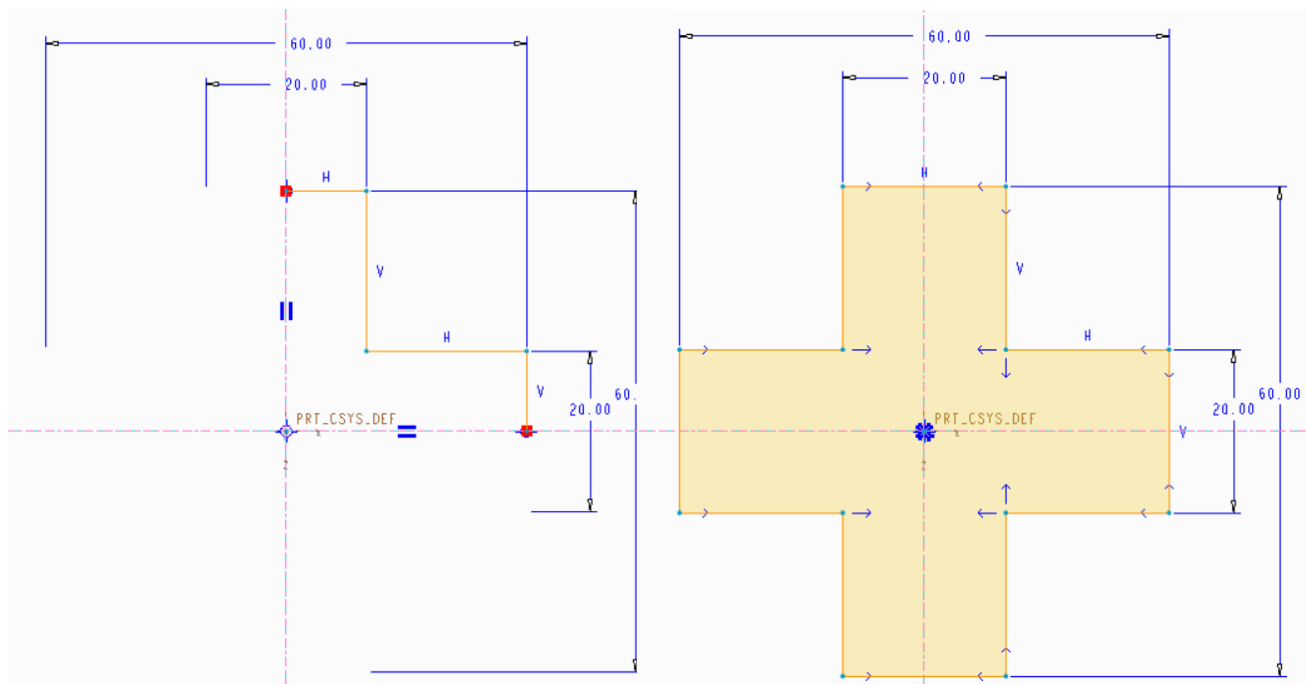 60.00
20.00
H
V
H
V
PRT_CSYS_DEF
x
z
20.00
60.
60.00
20.00
H
V
H
V
PRT_CSYS_DEF
x
z
20.00
60.00